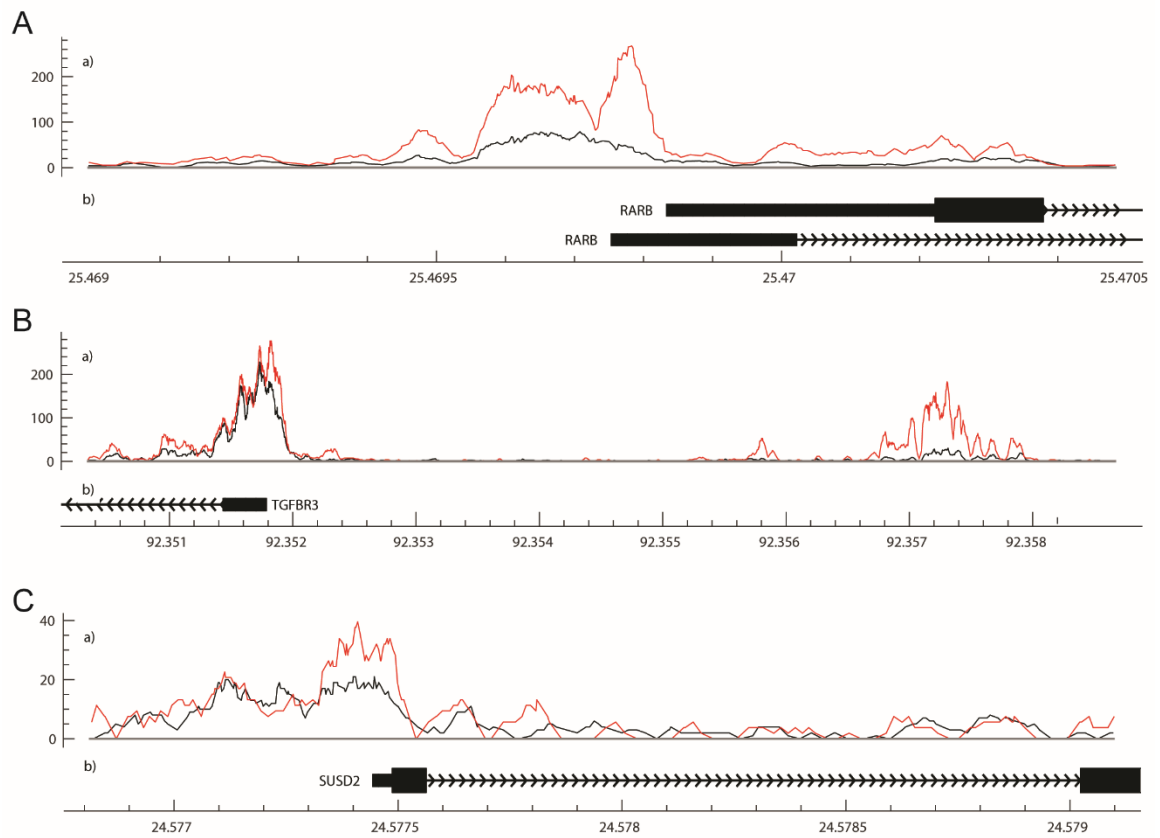 A
a)
200
100
0
b)
RARB
RARB
25.469 25.4695 25.47 25.4705
B
a)
200
100
0
b)
TGFBR3
92.351 92.352 92.353 92.354 92.355 92.356 92.357 92.358
C
40
a)
20
0
b)
SUSD2
24.577 24.5775 24.578 24.5785 24.579